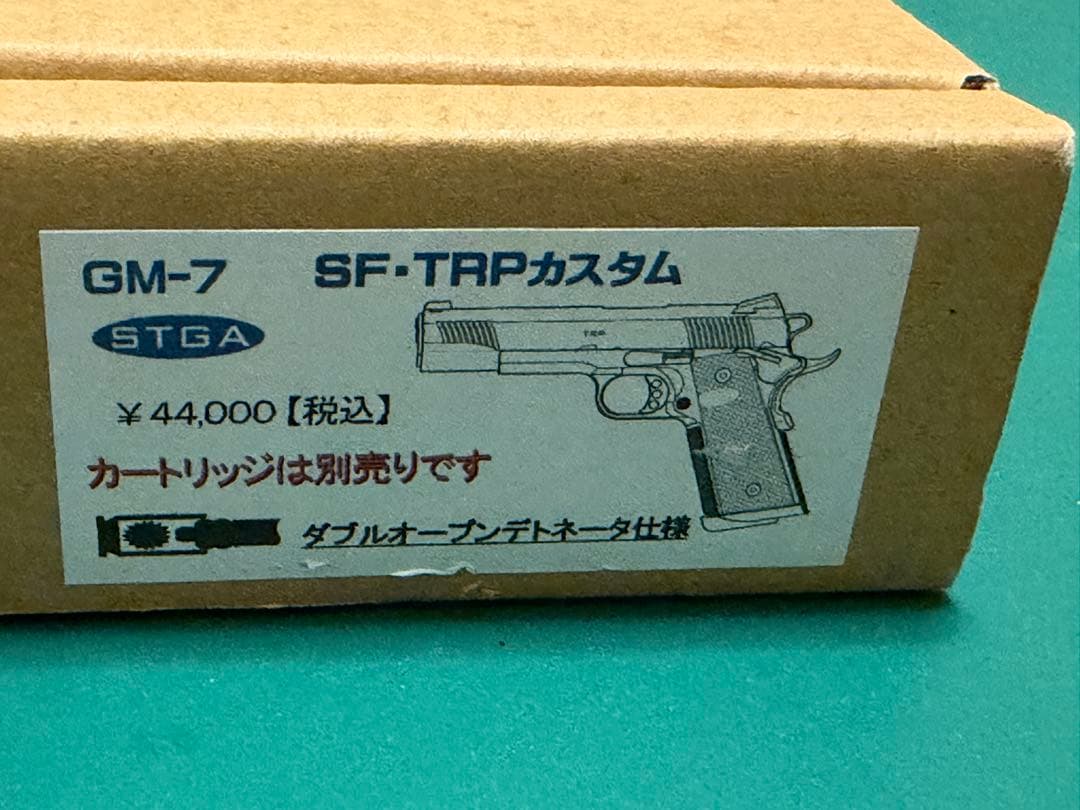 GM-7 SF・TRPカスタム
STGA
¥44,000【税込】
カートリッジは別売りです
ダブルオープンデトネータ仕様